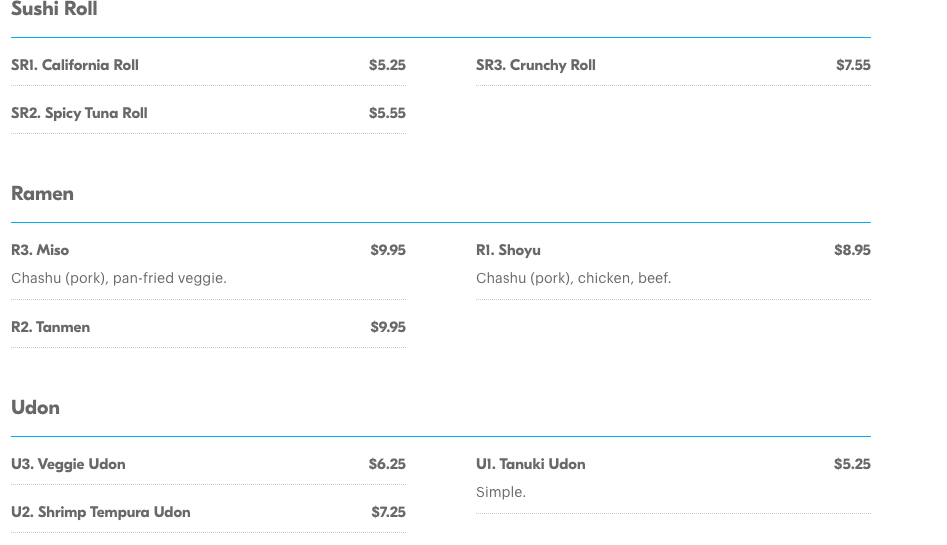 Sushi Roll
SR1. California Roll $5.25
SR3. Crunchy Roll $7.55
SR2. Spicy Tuna Roll $5.55
Ramen
R3. Miso $9.95
Chashu (pork), pan-fried veggie.
R1. Shoyu $8.95
Chashu (pork), chicken, beef.
R2. Tanmen $9.95
Udon
U3. Veggie Udon $6.25
U1. Tanuki Udon $5.25
Simple.
U2. Shrimp Tempura Udon $7.25